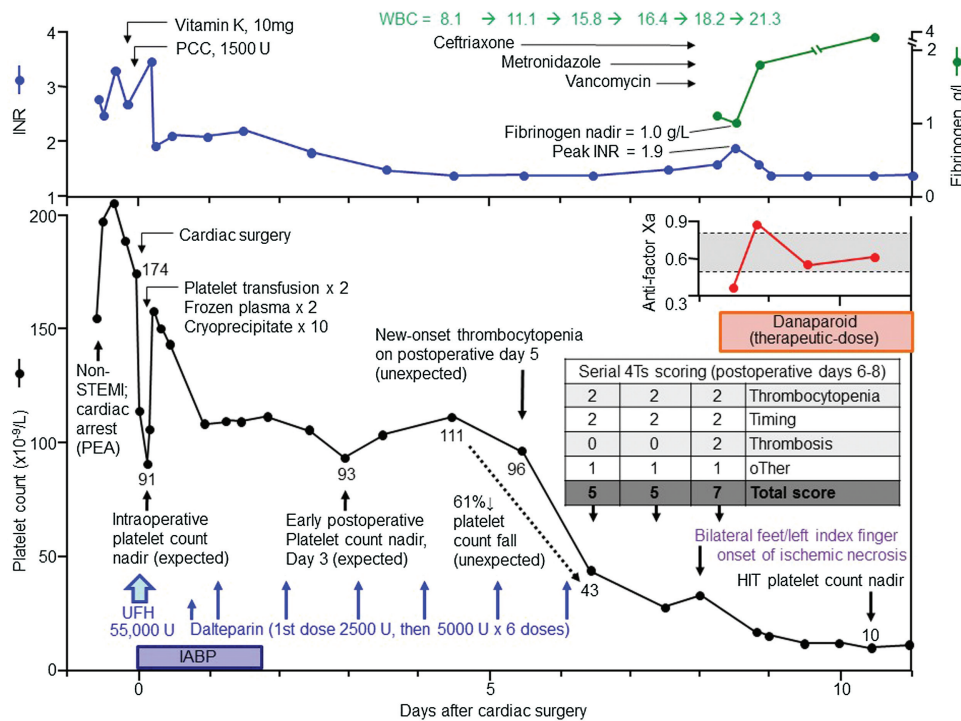 WBC = 8.1 → 11.1 → 15.8 → 16.4 → 18.2 → 21.3
Vitamin K, 10mg
PCC, 1500 U
Ceftriaxone
Metronidazole
Vancomycin
Fibrinogen nadir = 1.0 g/L
Peak INR = 1.9
INR
4
3
2
1
Fibrinogen g/L
4
2
1
0
Platelet count (x10⁻⁹/L)
200
150
100
50
0
Cardiac surgery
174
Platelet transfusion x 2
Frozen plasma x 2
Cryoprecipitate x 10
Non-
STEMI;
cardiac
arrest
(PEA)
91
Intraoperative
platelet count
nadir (expected)
93
Early postoperative
Platelet count nadir,
Day 3 (expected)
New-onset thrombocytopenia
on postoperative day 5
(unexpected)
111
96
61%↓
platelet
count fall
(unexpected)
43
Anti-factor Xa
0.9
0.6
0.3
Danaparoid
(therapeutic-dose)
Serial 4Ts scoring (postoperative days 6-8)
2 2 2 Thrombocytopenia
2 2 2 Timing
0 0 2 Thrombosis
1 1 1 oTher
5 5 7 Total score
Bilateral feet/left index finger
onset of ischemic necrosis
HIT platelet count nadir
10
UFH
55,000 U
Dalteparin (1st dose 2500 U, then 5000 U x 6 doses)
IABP
0 5 10
Days after cardiac surgery